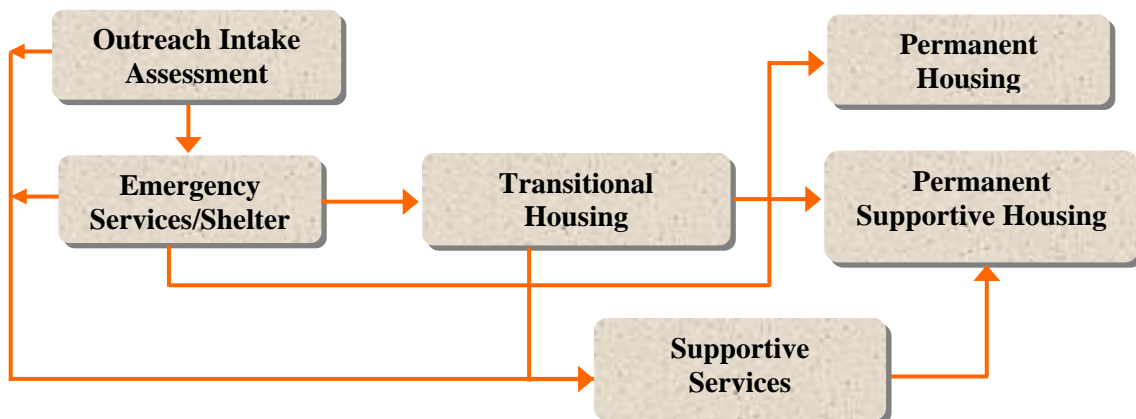 Outreach Intake
Assessment
Permanent
Housing
Emergency
Services/Shelter
Transitional
Housing
Permanent
Supportive Housing
Supportive
Services